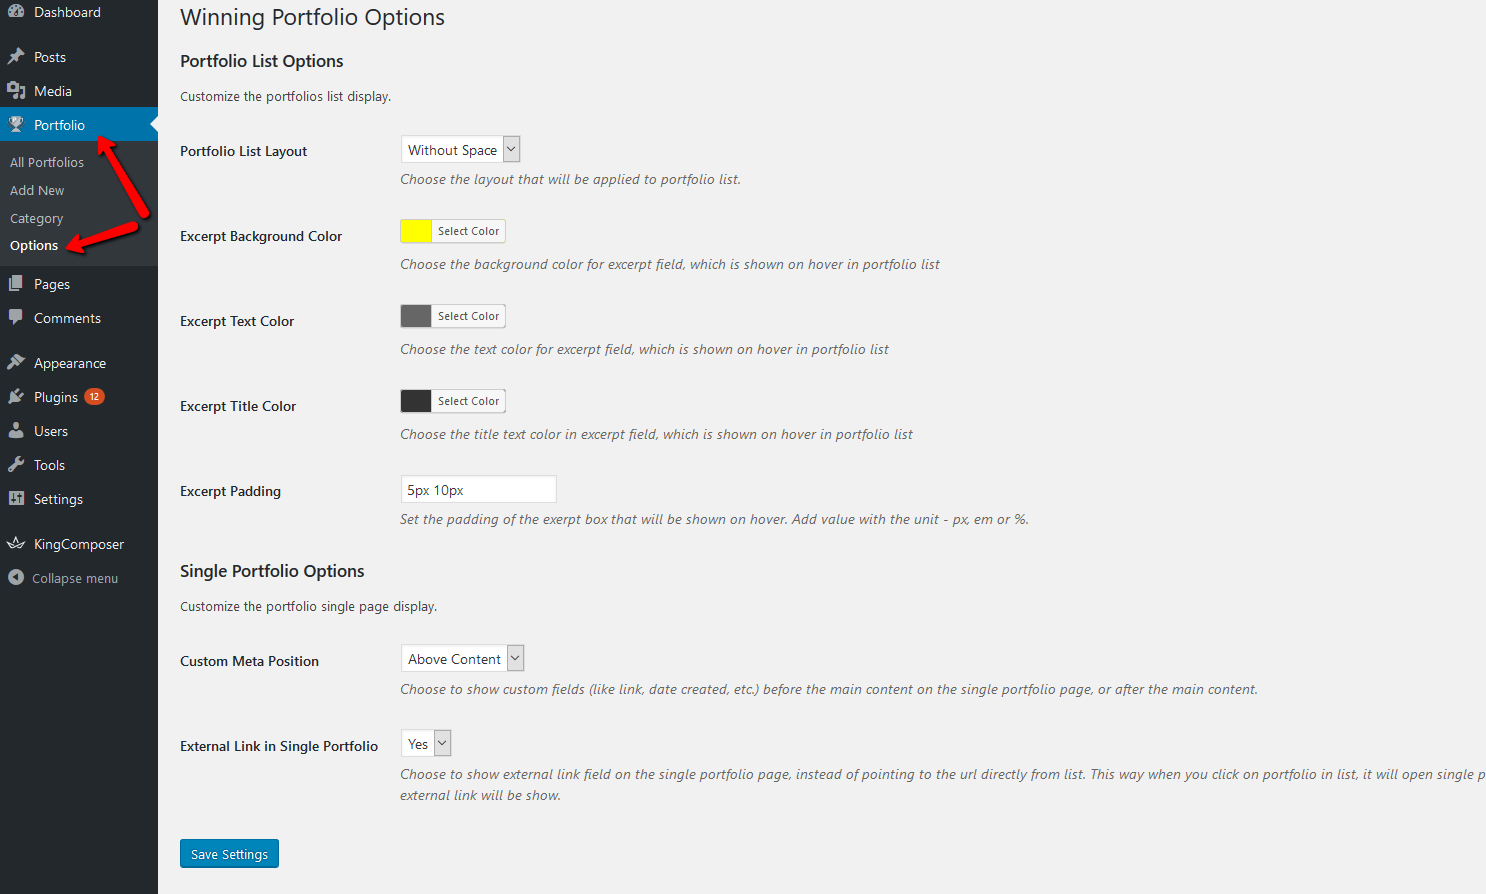 Dashboard
Posts
Media
Portfolio
All Portfolios
Add New
Category
Options
Pages
Comments
Appearance
Plugins 12
Users
Tools
Settings
KingComposer
Collapse menu
Winning Portfolio Options
Portfolio List Options
Customize the portfolios list display.
Portfolio List Layout
Without Space
Choose the layout that will be applied to portfolio list.
Excerpt Background Color
Select Color
Choose the background color for excerpt field, which is shown on hover in portfolio list
Excerpt Text Color
Select Color
Choose the text color for excerpt field, which is shown on hover in portfolio list
Excerpt Title Color
Select Color
Choose the title text color in excerpt field, which is shown on hover in portfolio list
Excerpt Padding
5px 10px
Set the padding of the exerpt box that will be shown on hover. Add value with the unit - px, em or %.
Single Portfolio Options
Customize the portfolio single page display.
Custom Meta Position
Above Content
Choose to show custom fields (like link, date created, etc.) before the main content on the single portfolio page, or after the main content.
External Link in Single Portfolio
Yes
Choose to show external link field on the single portfolio page, instead of pointing to the url directly from list. This way when you click on portfolio in list, it will open single p
external link will be show.
Save Settings